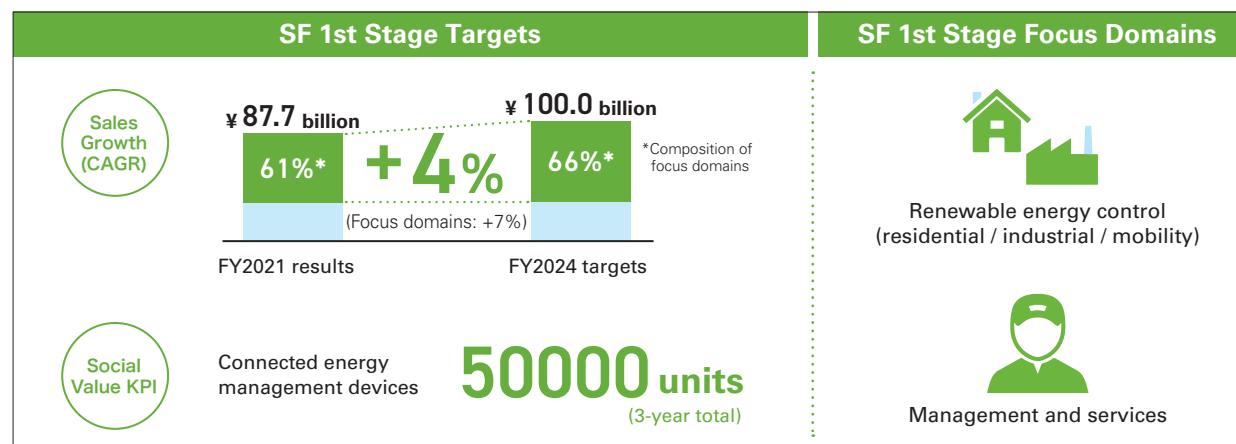 SF 1st Stage Targets
SF 1st Stage Focus Domains
Sales
Growth
(CAGR)
¥ 87.7 billion
¥ 100.0 billion
61%*
+4%
66%*
*Composition of
focus domains
(Focus domains: +7%)
FY2021 results
FY2024 targets
Renewable energy control
(residential / industrial / mobility)
Social
Value KPI
Connected energy
management devices
50000 units
(3-year total)
Management and services